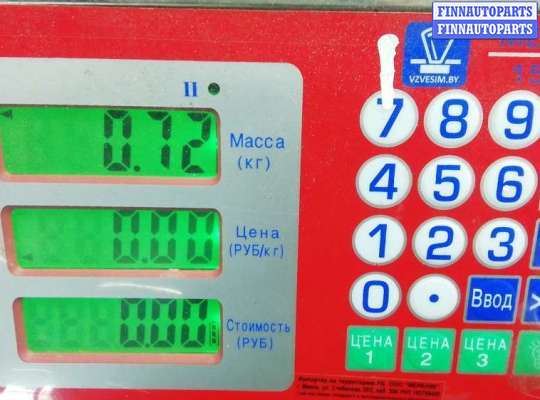 FINNAUTOPARTS
FINNAUTOPARTS
VZVESIM.BY
II
0.72
Масса
(кг)
0.00
Цена
(РУБ/кг)
0.00
Стоимость
(РУБ)
7 8 9
4 5 6
1 2 3
0 . Ввод >
ЦЕНА 1
ЦЕНА 2
ЦЕНА 3